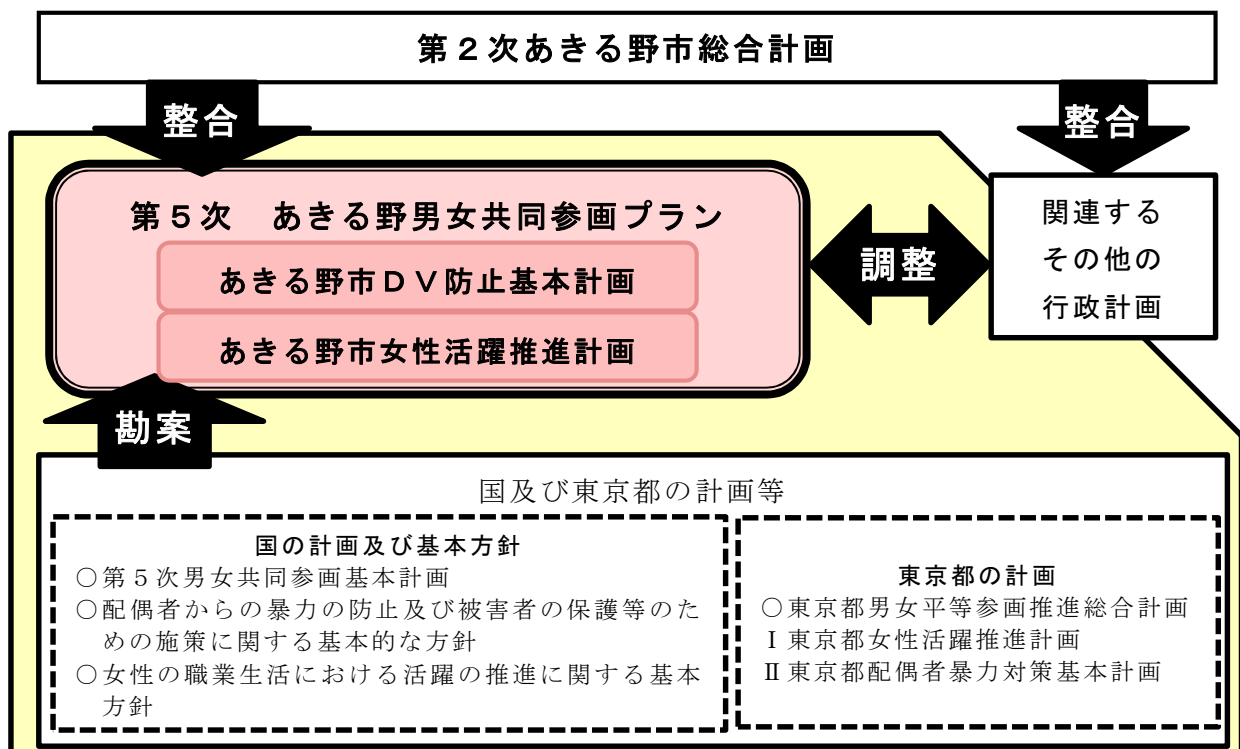 第２次あきる野市総合計画
整合
整合
第５次　あきる野男女共同参画プラン
あきる野市ＤＶ防止基本計画
あきる野市女性活躍推進計画
調整
関連する
その他の
行政計画
勘案
国及び東京都の計画等
国の計画及び基本方針
○第５次男女共同参画基本計画
○配偶者からの暴力の防止及び被害者の保護等のた
めの施策に関する基本的な方針
○女性の職業生活における活躍の推進に関する基本
方針
東京都の計画
○東京都男女平等参画推進総合計画
Ⅰ東京都女性活躍推進計画
Ⅱ東京都配偶者暴力対策基本計画